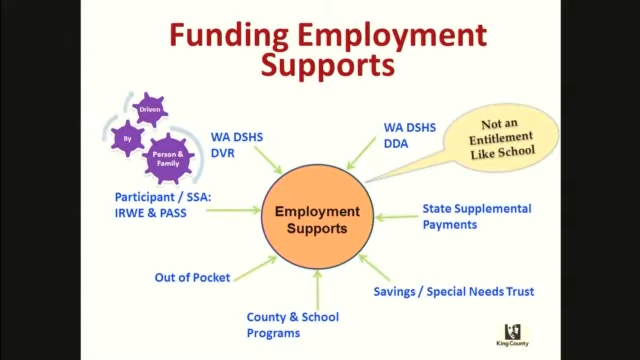 Funding Employment
Supports
Driven
By
Person &
Family
WA DSHS
DVR
WA DSHS
DDA
Not an
Entitlement
Like School
Participant / SSA:
IRWE & PASS
Employment
Supports
State Supplemental
Payments
Out of Pocket
Savings / Special Needs Trust
County & School
Programs
King County